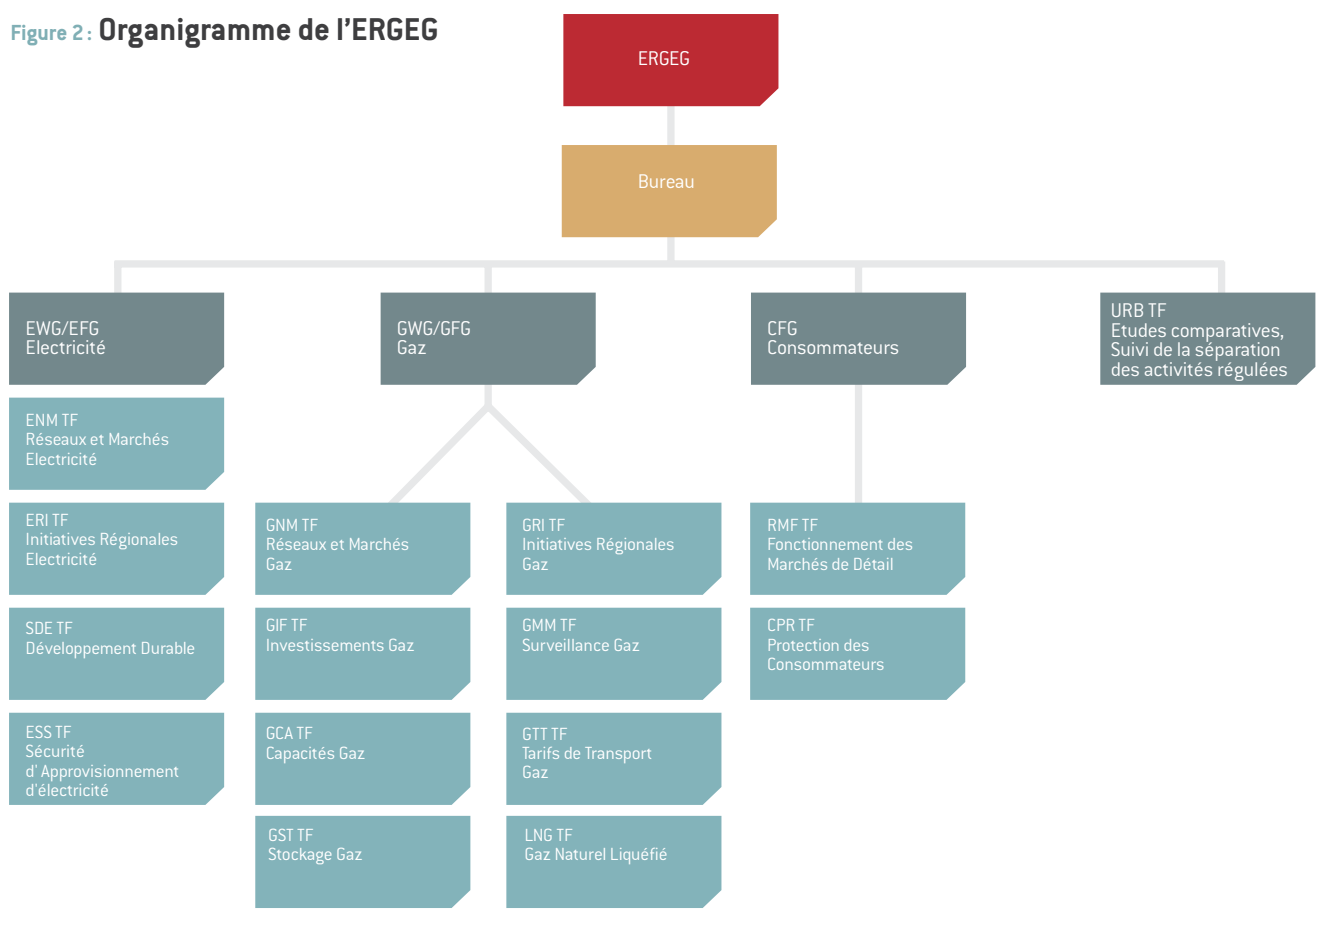 Figure 2 : Organigramme de l'ERGEG
ERGEG
Bureau
EWG/EFG
Electricité
GWG/GFG
Gaz
CFG
Consommateurs
URB TF
Etudes comparatives,
Suivi de la séparation
des activités régulées
ENM TF
Réseaux et Marchés
Electricité
ERI TF
Initiatives Régionales
Electricité
SDE TF
Développement Durable
ESS TF
Sécurité
d' Approvisionnement
d'électricité
GNM TF
Réseaux et Marchés
Gaz
GIF TF
Investissements Gaz
GCA TF
Capacités Gaz
GST TF
Stockage Gaz
GRI TF
Initiatives Régionales
Gaz
GMM TF
Surveillance Gaz
GTT TF
Tarifs de Transport
Gaz
LNG TF
Gaz Naturel Liquéfié
RMF TF
Fonctionnement des
Marchés de Détail
CPR TF
Protection des
Consommateurs